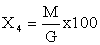 X₄ = M/G x100